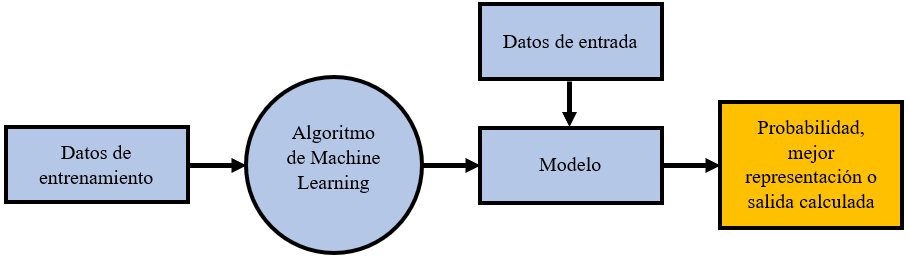 Datos de entrada
Datos de
entrenamiento
Algoritmo
de Machine
Learning
Modelo
Probabilidad,
mejor
representación o
salida calculada